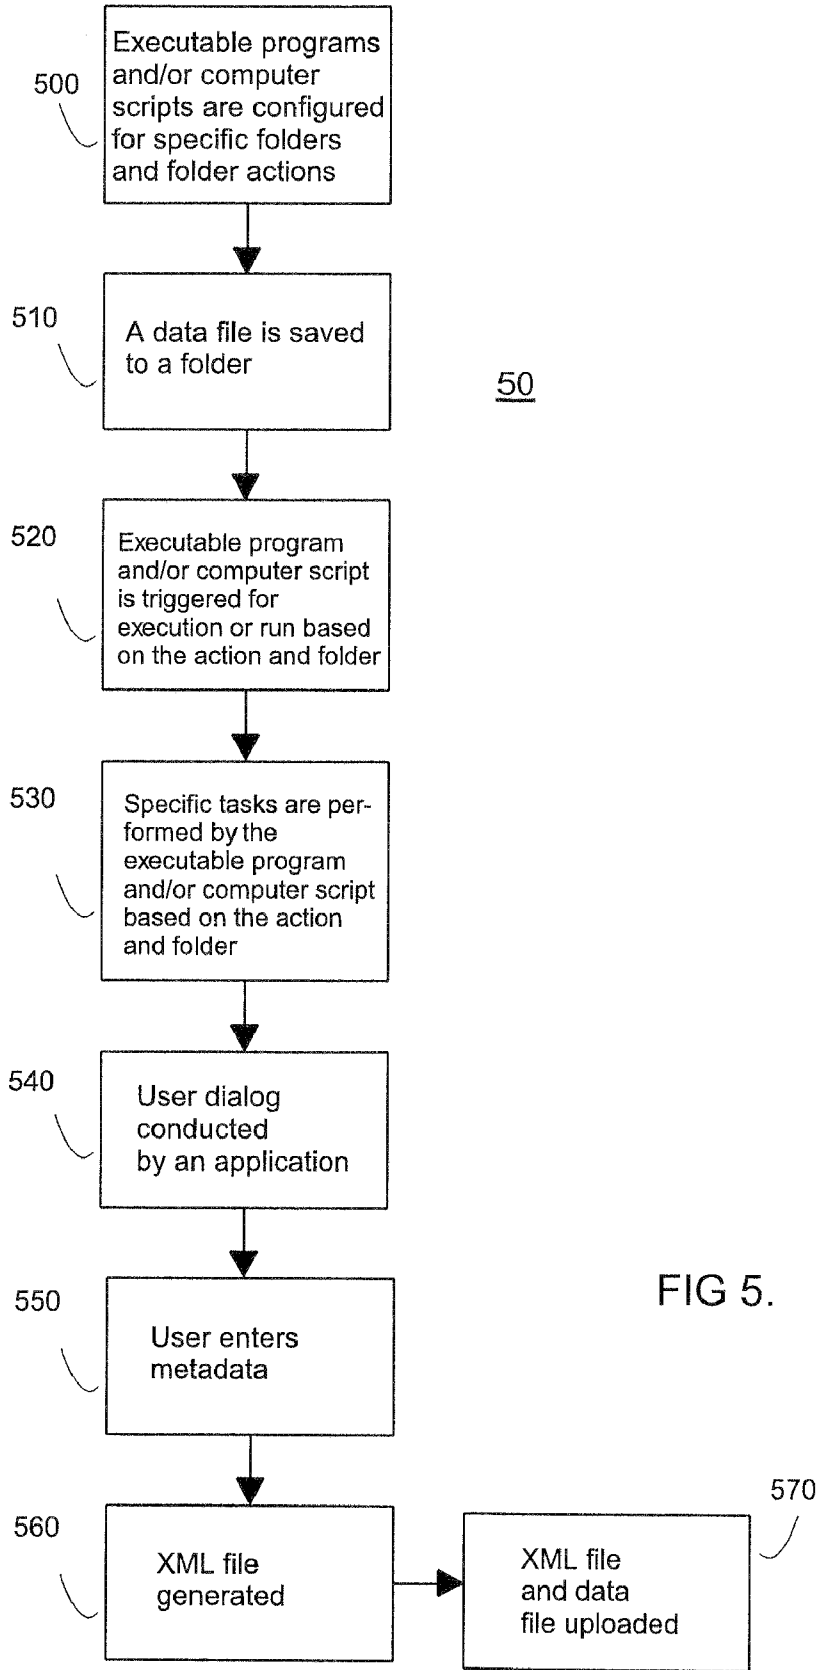 500
Executable programs
and/or computer
scripts are configured
for specific folders
and folder actions
510
A data file is saved
to a folder
50
520
Executable program
and/or computer script
is triggered for
execution or run based
on the action and folder
530
Specific tasks are per-
formed by the
executable program
and/or computer script
based on the action
and folder
540
User dialog
conducted
by an application
550
User enters
metadata
FIG 5.
560
XML file
generated
570
XML file
and data
file uploaded